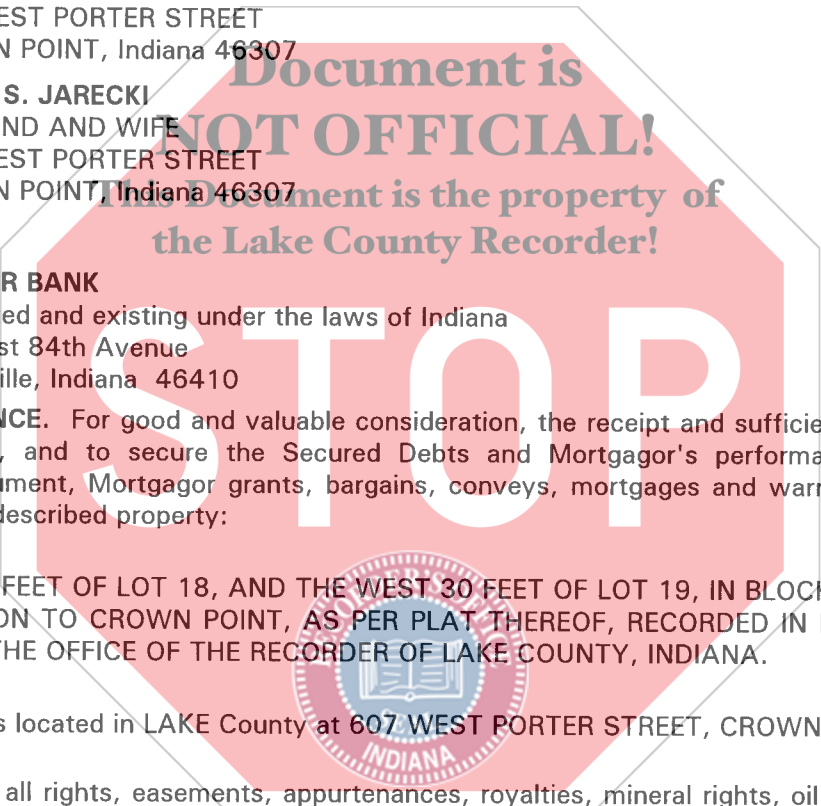 EST PORTER STREET
N POINT, Indiana 46307
Document is
S. JARECKI
ND AND WIFE
NOT OFFICIAL!
EST PORTER STREET
N POINT, Indiana 46307
This Document is the property of
the Lake County Recorder!
R BANK
ed and existing under the laws of Indiana
st 84th Avenue
ille, Indiana 46410
STOP
NCE. For good and valuable consideration, the receipt and sufficie
, and to secure the Secured Debts and Mortgagor's performa
ument, Mortgagor grants, bargains, conveys, mortgages and warr
described property:
FEET OF LOT 18, AND THE WEST 30 FEET OF LOT 19, IN BLOC
ON TO CROWN POINT, AS PER PLAT THEREOF, RECORDED IN
THE OFFICE OF THE RECORDER OF LAKE COUNTY, INDIANA.
RECORDER'S OFFICE
SEAL
INDIANA
s located in LAKE County at 607 WEST PORTER STREET, CROWN
all rights, easements, appurtenances, royalties, mineral rights, oil